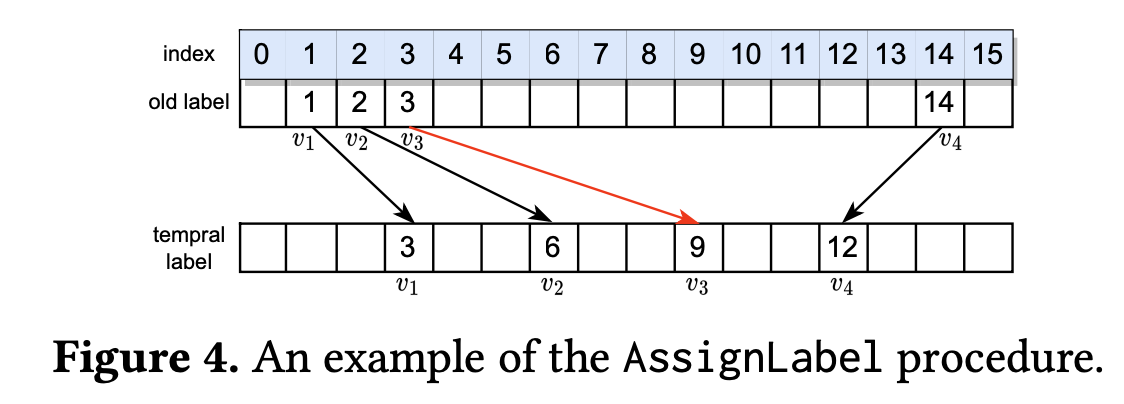 index 0 1 2 3 4 5 6 7 8 9 10 11 12 13 14 15
old label 1 2 3 14
v₁ v₂ v₃ v₄
tempral
label
3 6 9 12
v₁ v₂ v₃ v₄
Figure 4. An example of the AssignLabel procedure.